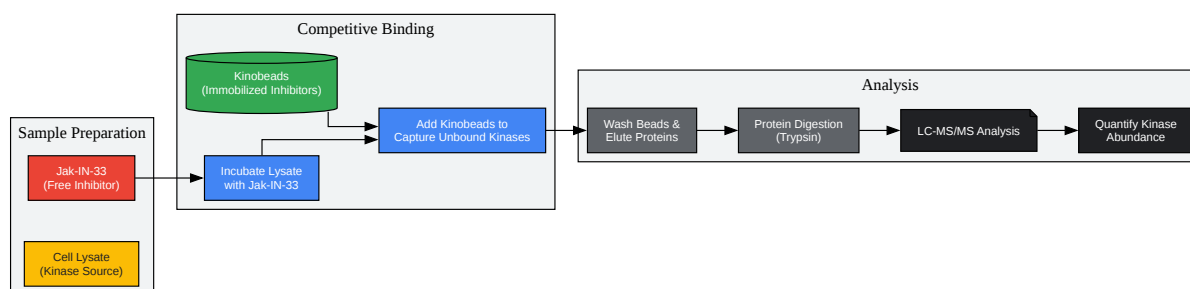 Sample Preparation
Jak-IN-33
(Free Inhibitor)
Cell Lysate
(Kinase Source)
Competitive Binding
Kinobeads
(Immobilized Inhibitors)
Incubate Lysate
with Jak-IN-33
Add Kinobeads to
Capture Unbound Kinases
Analysis
Wash Beads &
Elute Proteins
Protein Digestion
(Trypsin)
LC-MS/MS Analysis
Quantify Kinase
Abundance